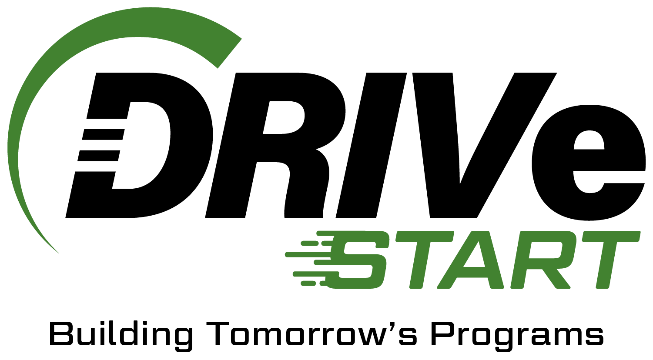 DRIVe
START
Building Tomorrow's Programs